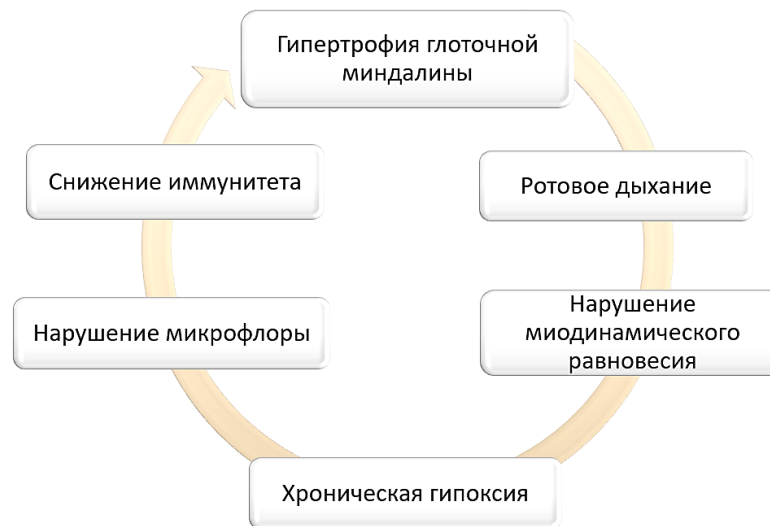 Гипертрофия глоточной
миндалины
Ротовое дыхание
Нарушение
миодинамического
равновесия
Хроническая гипоксия
Нарушение микрофлоры
Снижение иммунитета